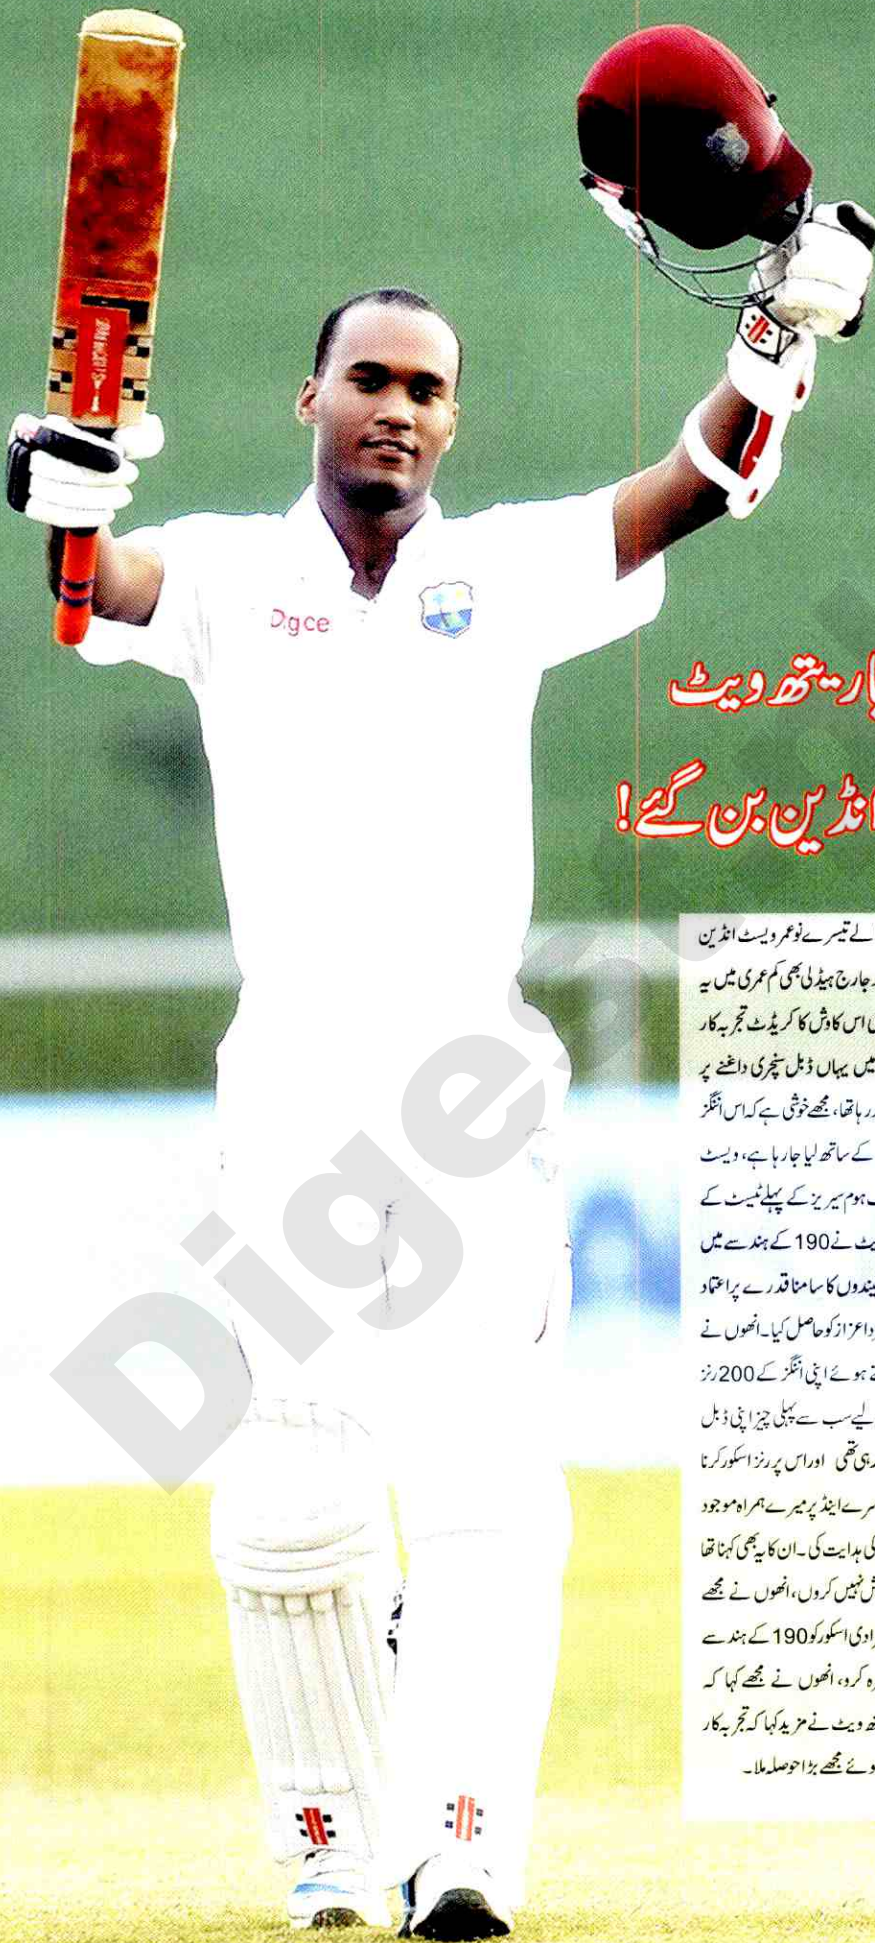 Digce
ریتھ ویٹ
انڈین بن گئے!
لے تیسرے نوعمر ویسٹ انڈین
جارج ہیڈلی بھی کم عمری میں یہ
اس کاوش کا کریڈٹ تجربہ کار
میں یہاں ڈبل سنچری داغنے پر
رہا تھا، مجھے خوشی ہے کہ اس اننگز
کے ساتھ لیا جا رہا ہے، ویسٹ
ہوم سیریز کے پہلے ٹیسٹ کے
یٹ نے 190 کے ہندسے میں
یندوں کا سامنا قدرے پراعتماد
اعزاز کو حاصل کیا۔ انھوں نے
تے ہوئے اپنی اننگز کے 200 رنز
لیے سب سے پہلی چیز اپنی ڈبل
رہی تھی اور اس پر رنز اسکور کرنا
سرے اینڈ پر میرے ہمراہ موجود
کی ہدایت کی۔ ان کا یہ بھی کہنا تھا
ش نہیں کروں، انھوں نے مجھے
رادی اسکور کو 190 کے ہندسے
ہ کرو، انھوں نے مجھے کہا کہ
تھ ویٹ نے مزید کہا کہ تجربہ کار
ہوئے مجھے بڑا حوصلہ ملا۔
Digest